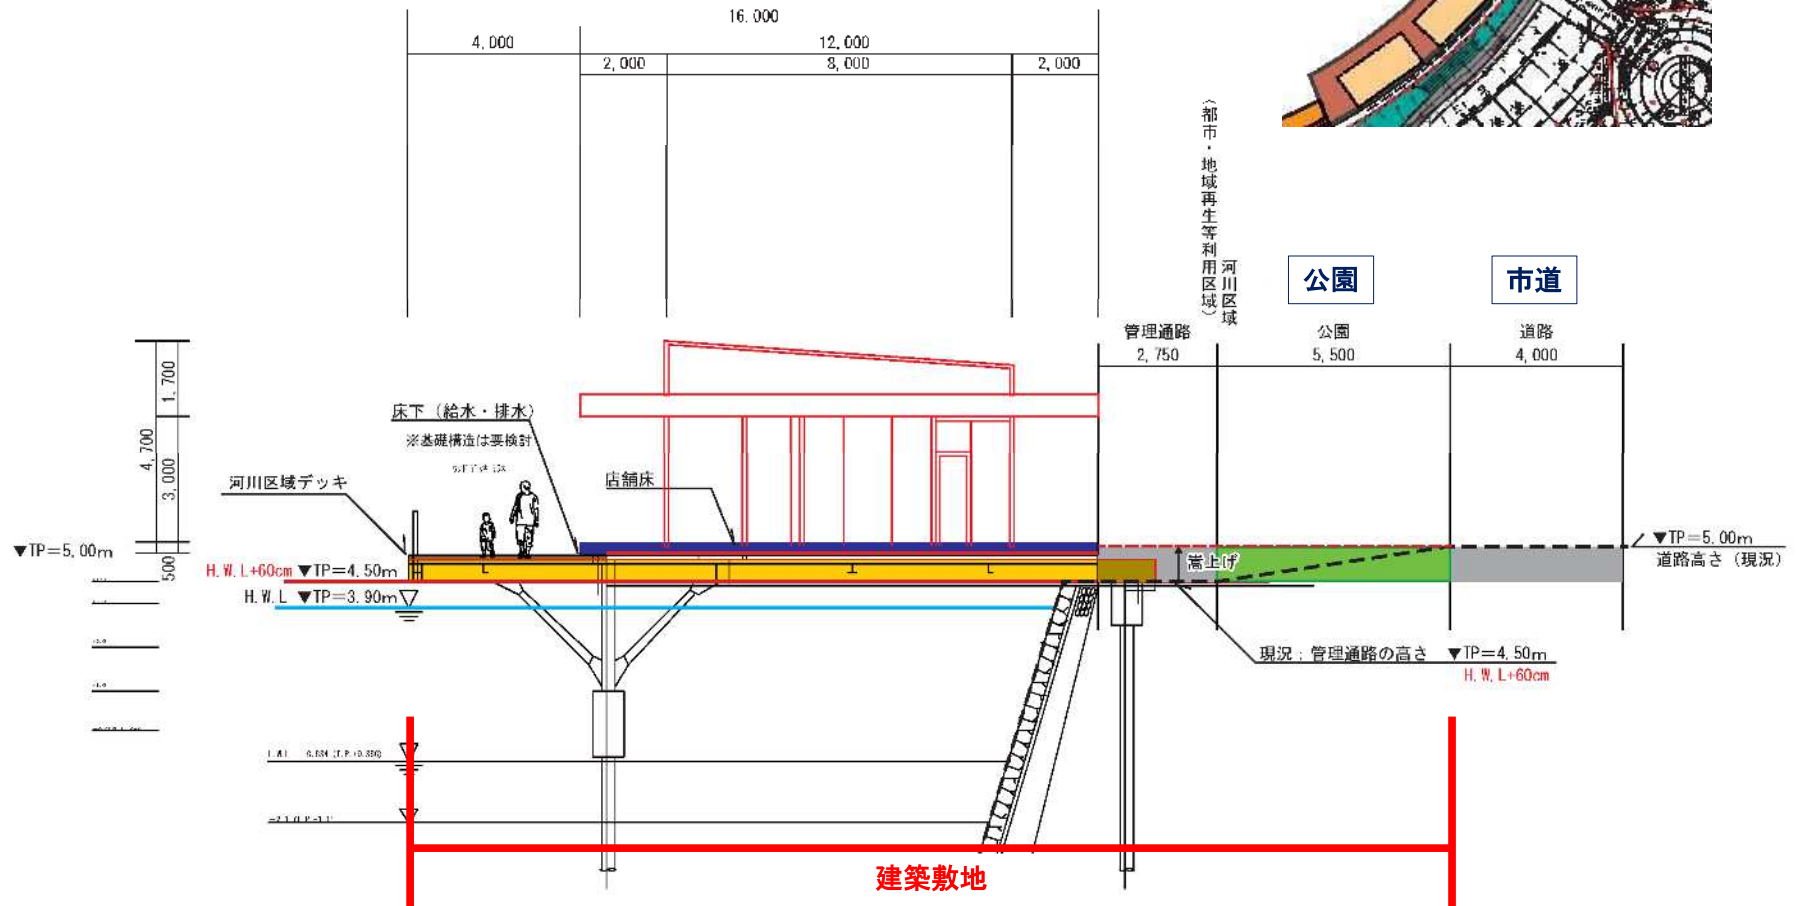 16,000
4,000
12,000
2,000
8,000
2,000
（都市・地域再生等利用区域）
河川区域
公園
市道
管理通路
公園
道路
2,750
5,500
4,000
1,700
4,700
3,000
500
床下（給水・排水）
※基礎構造は要検討
店舗床
河川区域デッキ
▼TP=5,00m
H.W.L+60cm ▼TP=4.50m
H.W.L ▼TP=3.90m
嵩上げ
▼TP=5.00m
道路高さ（現況）
現況：管理通路の高さ ▼TP=4.50m
H.W.L+60cm
建築敷地